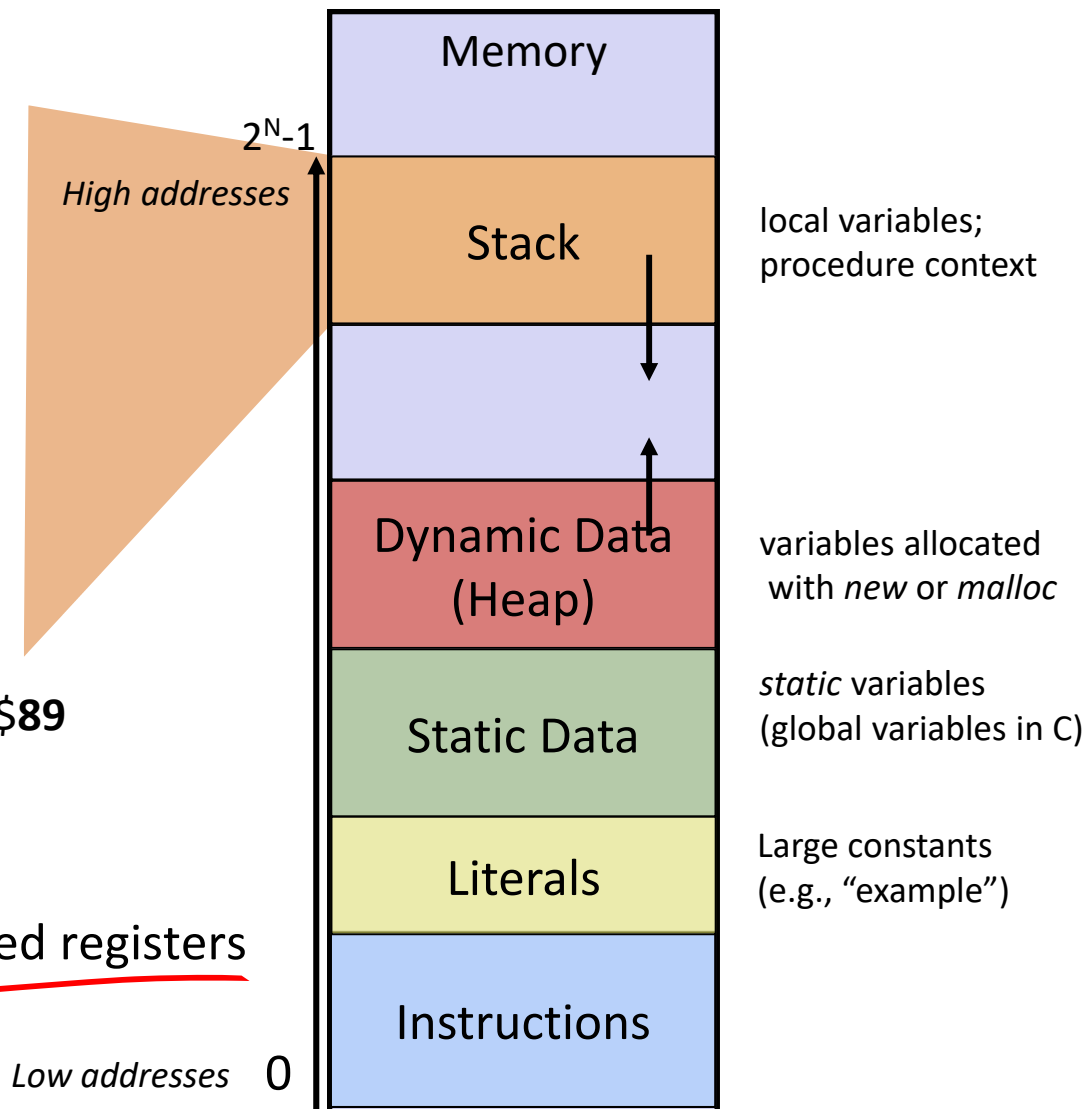 Memory
2^N-1
High addresses
Stack
local variables;
procedure context
Dynamic Data
(Heap)
variables allocated
with new or malloc
$89
Static Data
static variables
(global variables in C)
Literals
Large constants
(e.g., “example”)
ed registers
Instructions
Low addresses 0